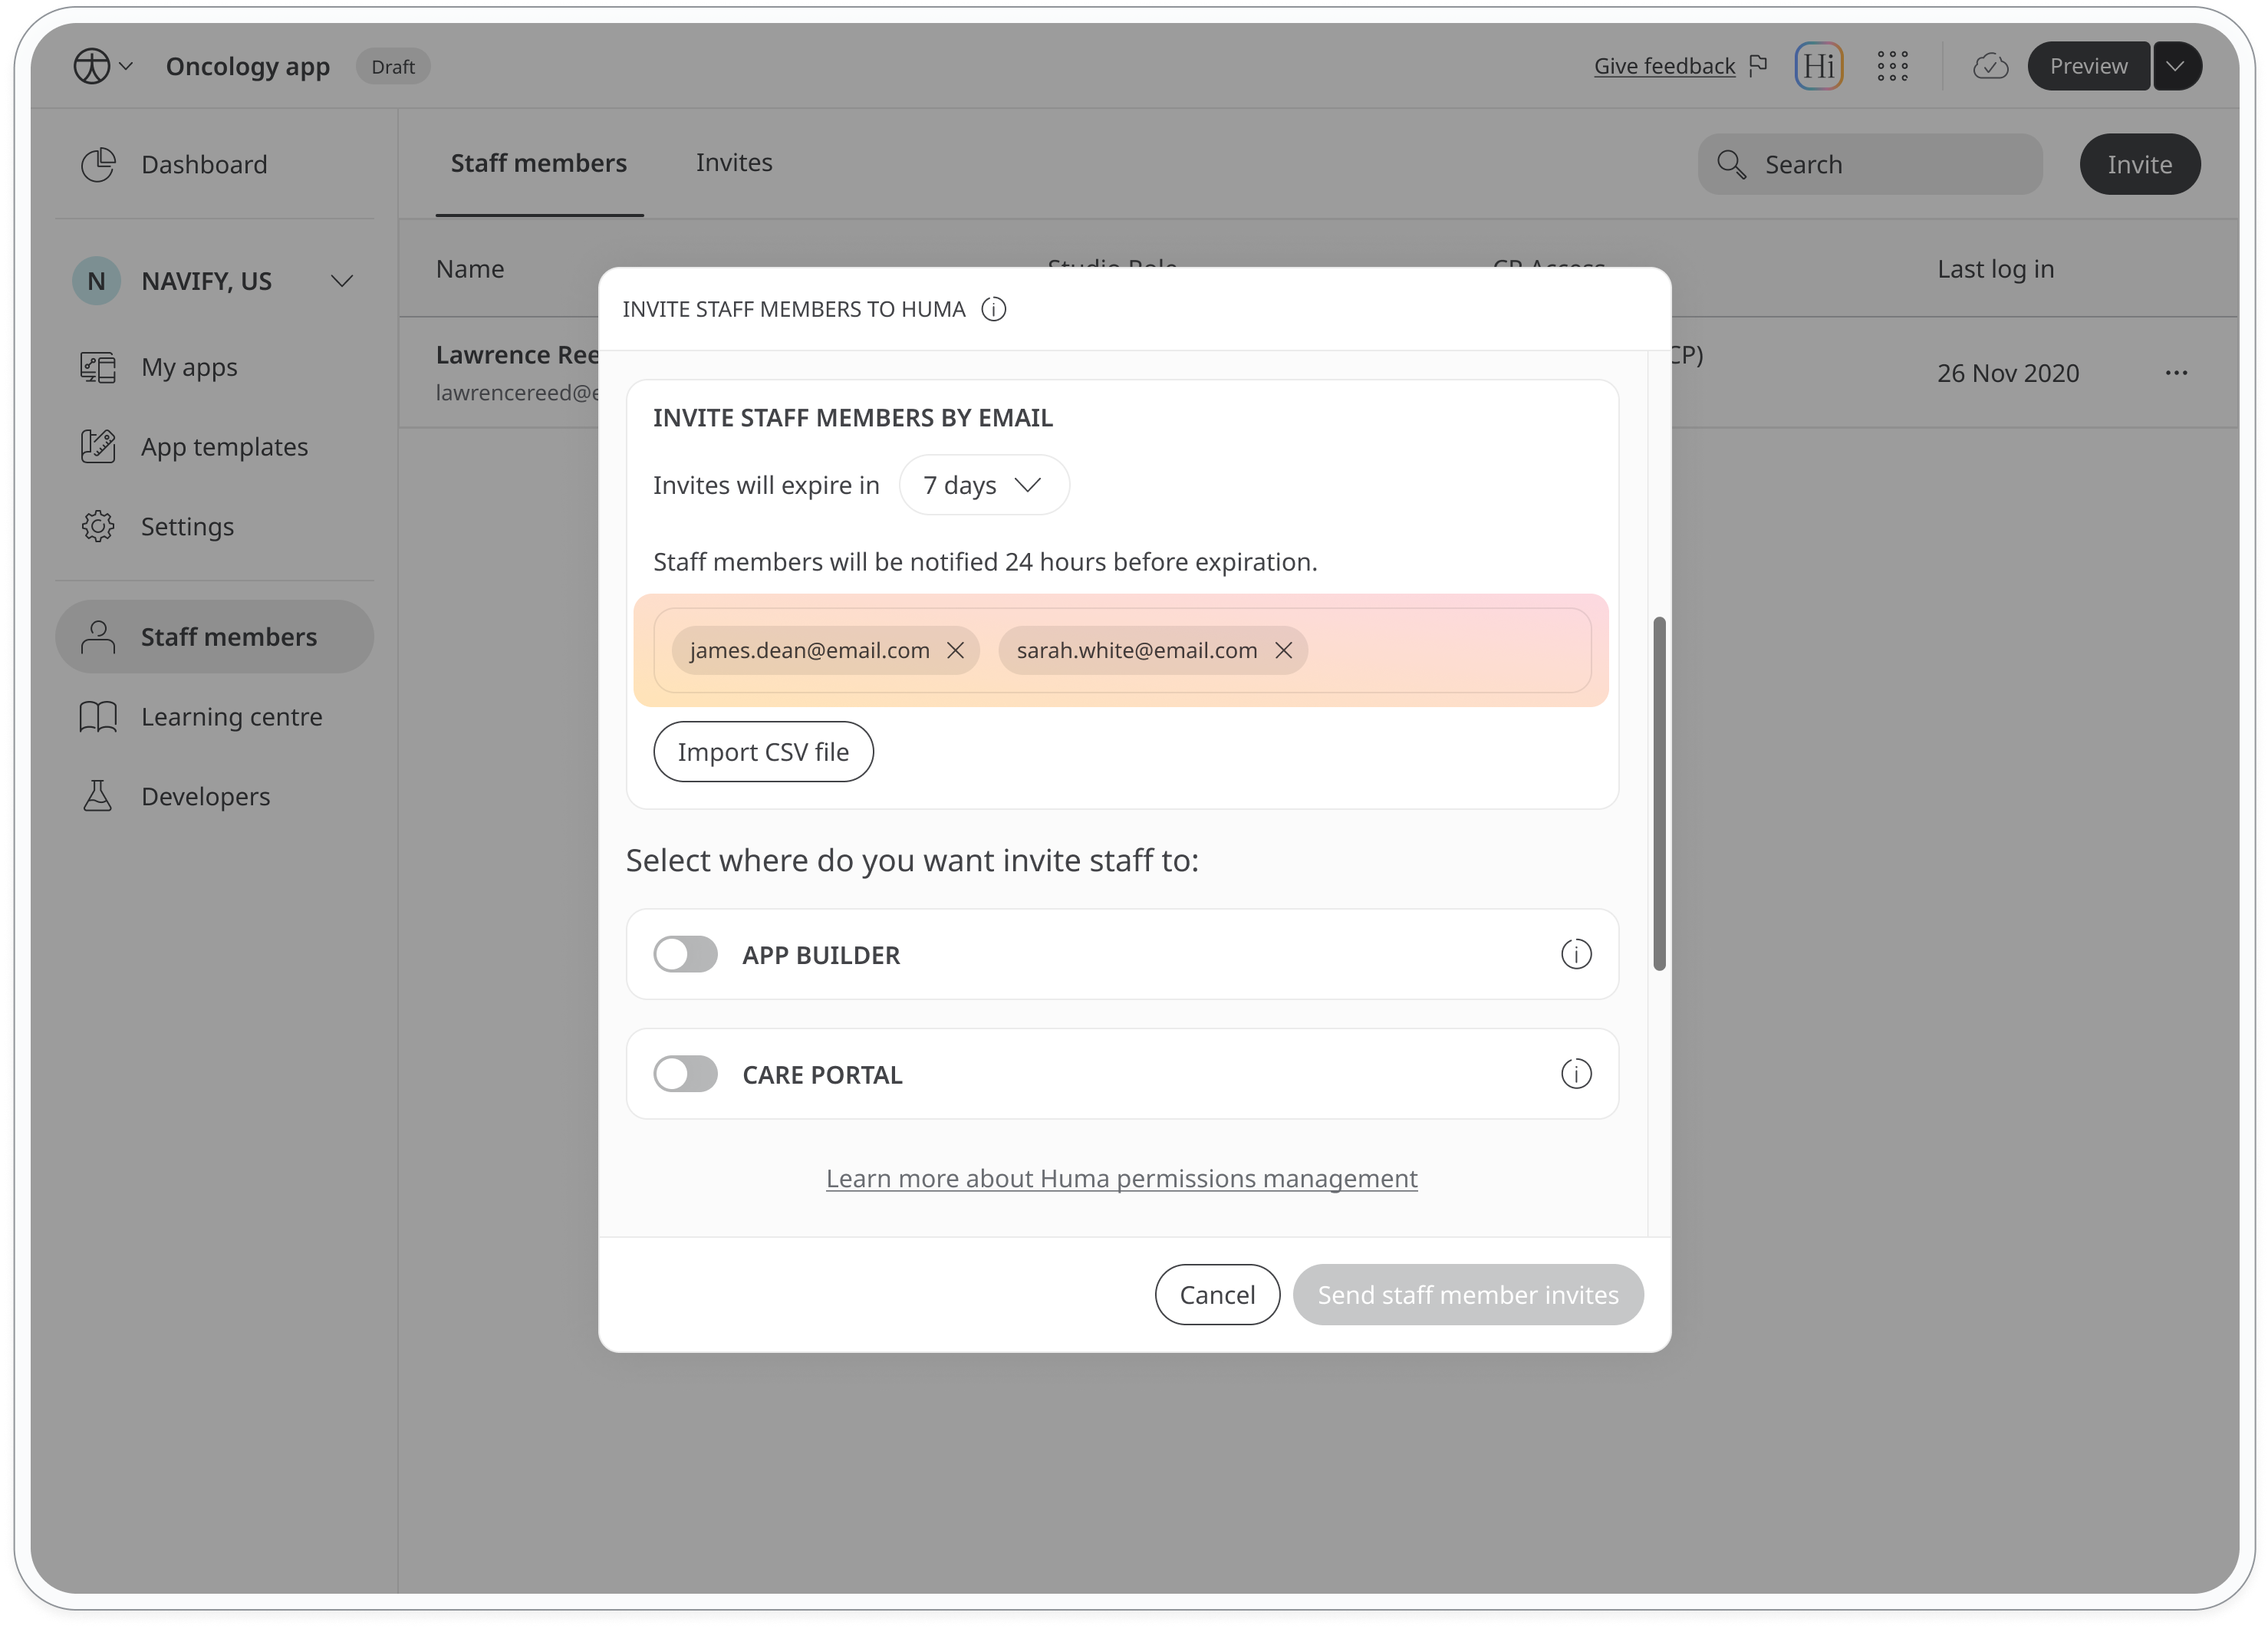 Oncology app
Draft
Give feedback
Hi
Preview
Dashboard
NAVIFY, US
N
My apps
App templates
Settings
Staff members
Learning centre
Developers
Staff members
Invites
Search
Invite
Name
Studio Role
CP Access
Last log in
Lawrence Ree
lawrencereed@e
CP)
26 Nov 2020
INVITE STAFF MEMBERS TO HUMA
INVITE STAFF MEMBERS BY EMAIL
Invites will expire in 7 days
Staff members will be notified 24 hours before expiration.
james.dean@email.com
sarah.white@email.com
Import CSV file
Select where do you want invite staff to:
APP BUILDER
CARE PORTAL
Learn more about Huma permissions management
Cancel
Send staff member invites